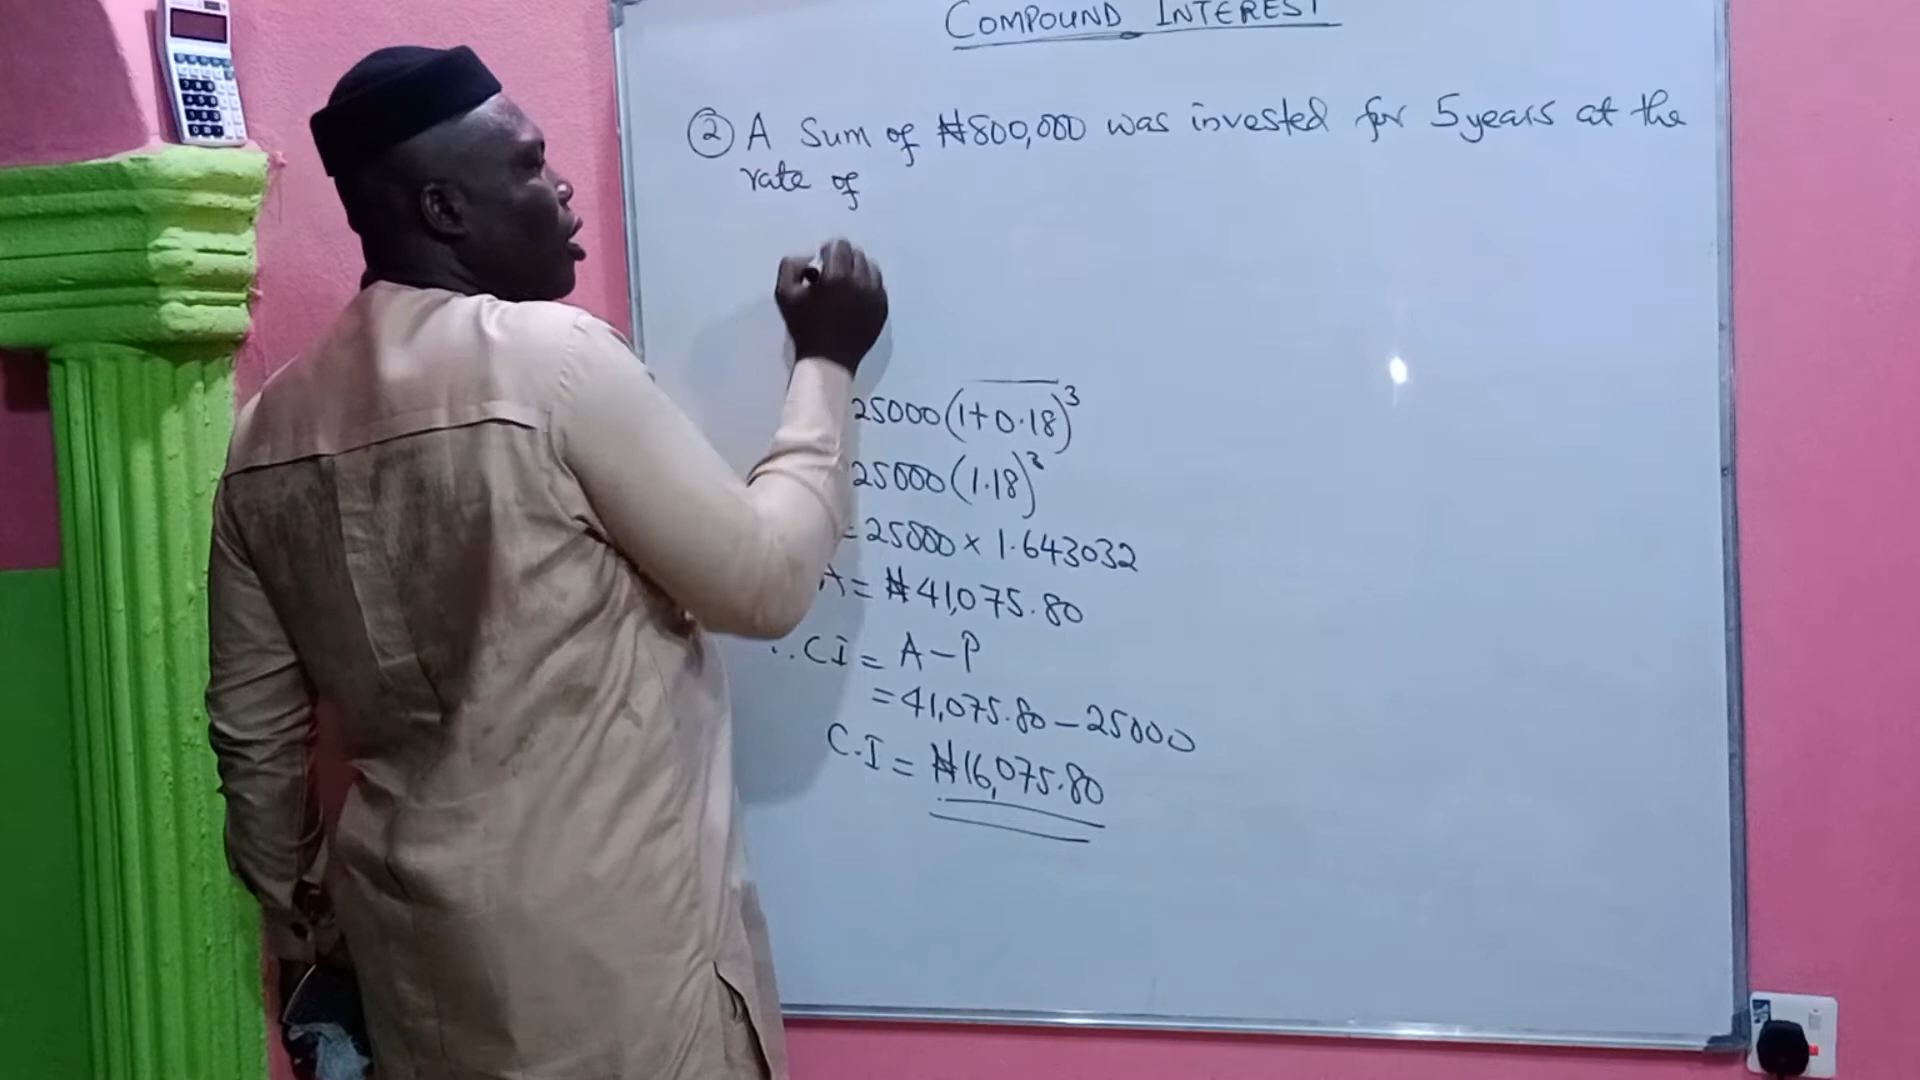 COMPOUND INTEREST
② A Sum of ₦800,000 was invested for 5years at the
rate of
25000(1+0.18)³
25000(1.18)³
=25000 × 1.643032
A = ₦41,075.80
∴ CI = A-P
= 41,075.80 - 25000
C.I = ₦16,075.80